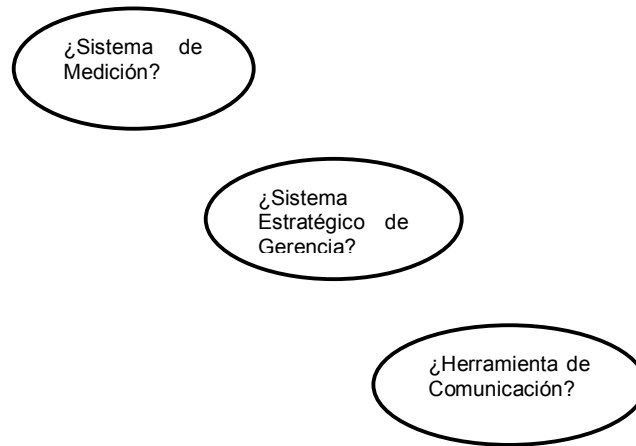 ¿Sistema de
Medición?
¿Sistema
Estratégico de
Gerencia?
¿Herramienta de
Comunicación?